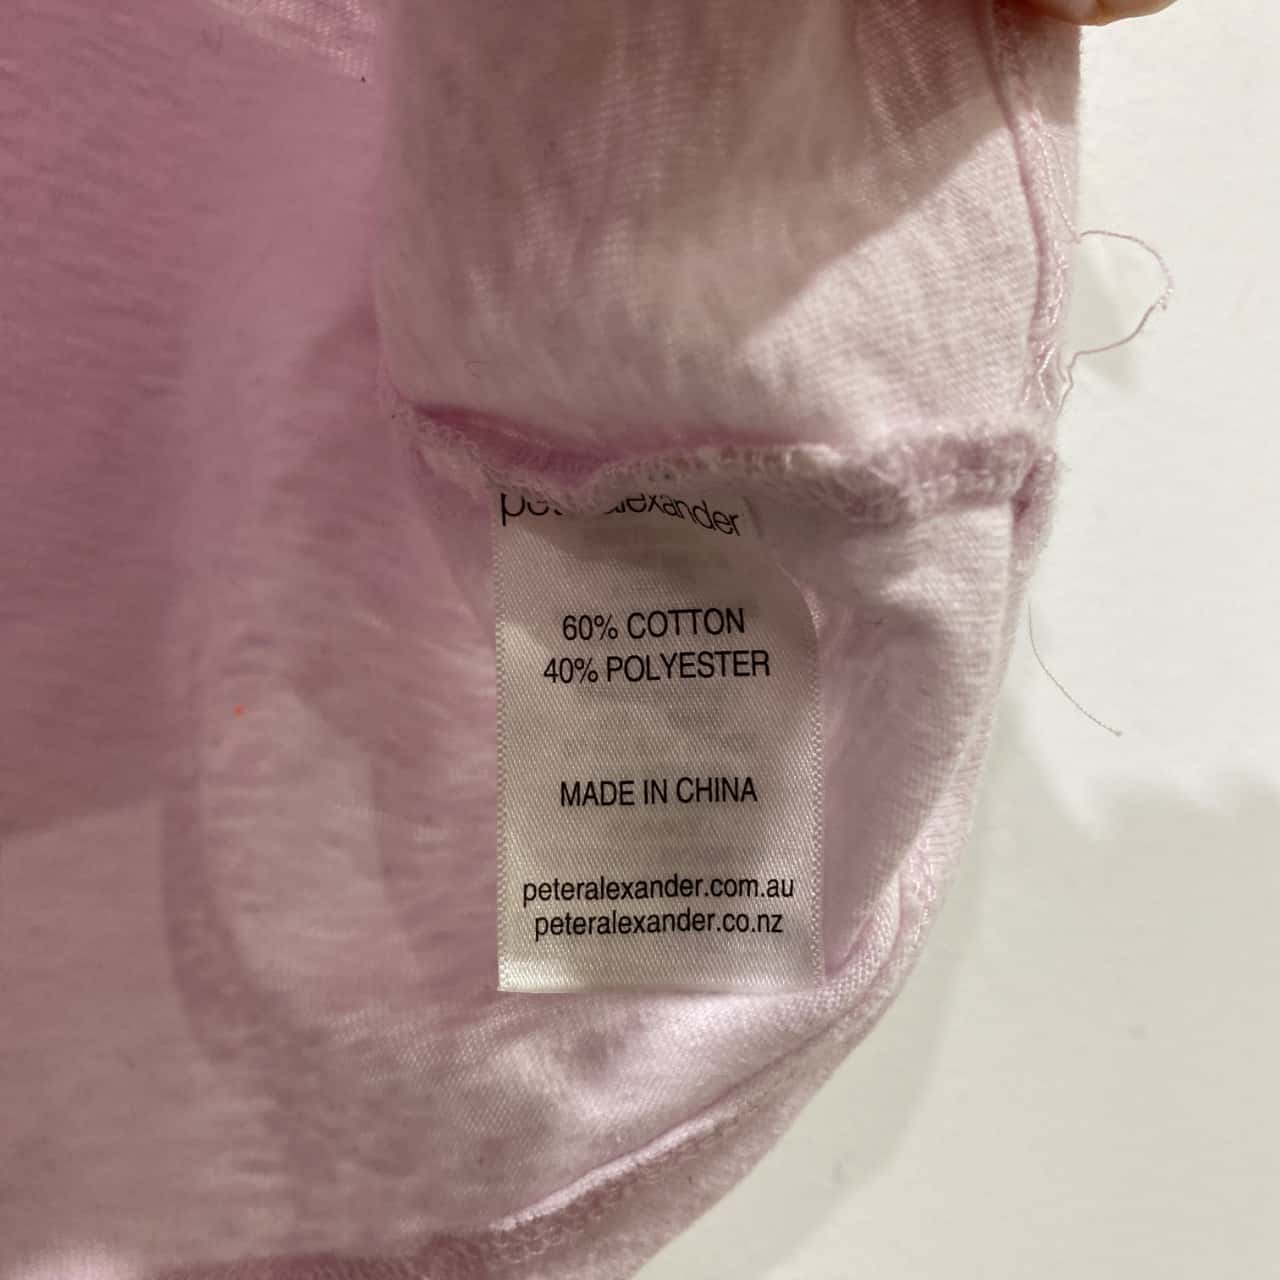 peteralexander
60% COTTON
40% POLYESTER
MADE IN CHINA
peteralexander.com.au
peteralexander.co.nz